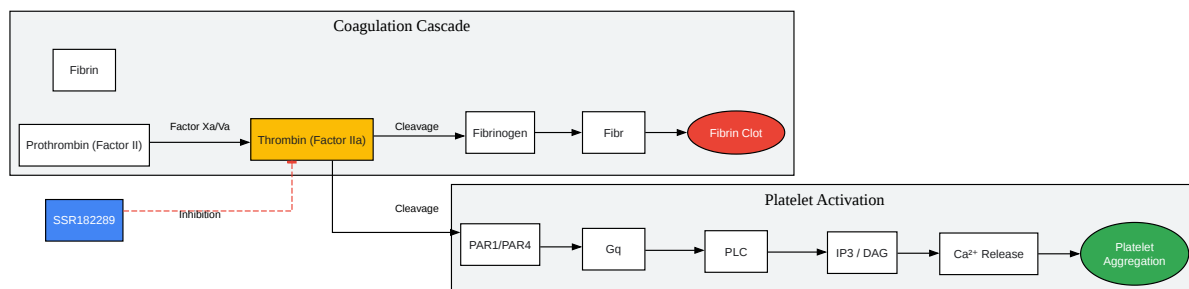 Coagulation Cascade
Fibrin
Factor Xa/Va
Cleavage
Prothrombin (Factor II)
Thrombin (Factor IIa)
Fibrinogen
Fibr
Fibrin Clot
SSR182289
Inhibition
Cleavage
Platelet Activation
PAR1/PAR4
Gq
PLC
IP3 / DAG
Ca²⁺ Release
Platelet
Aggregation